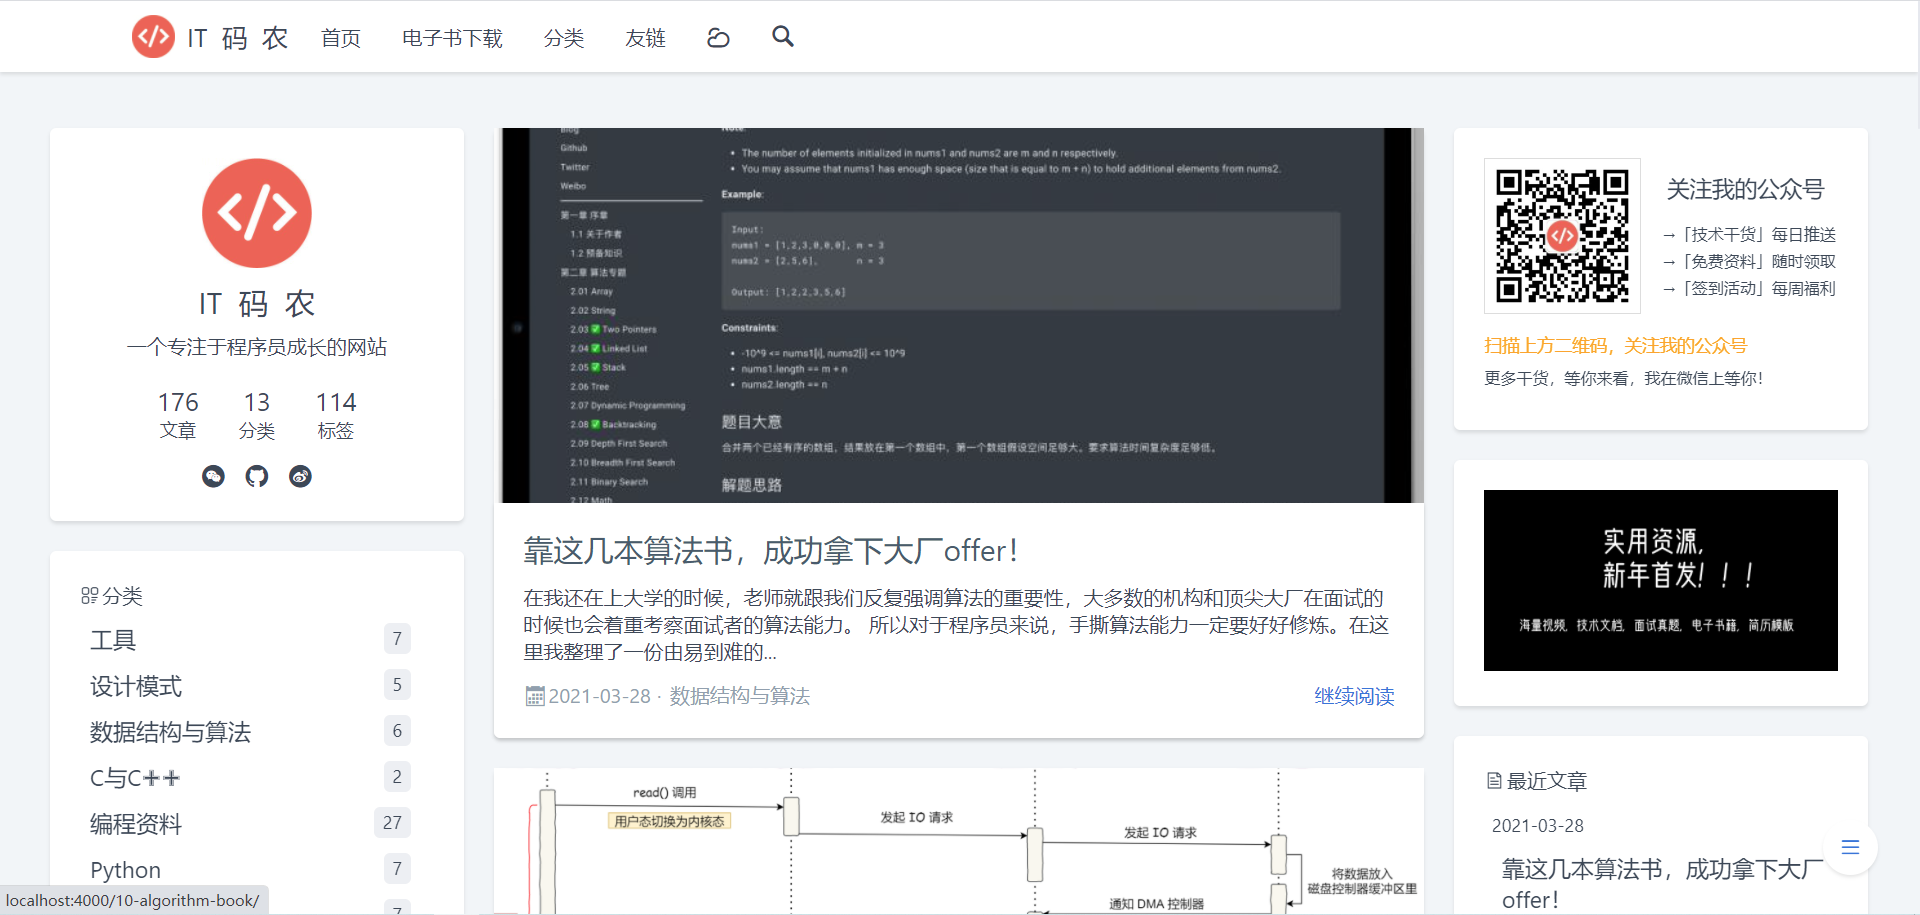 IT 码 农
首页
电子书下载
分类
友链
IT 码 农
一个专注于程序员成长的网站
176
13
114
文章
分类
标签
分类
工具
7
设计模式
5
数据结构与算法
6
C与C++
2
编程资料
27
Python
7
7
localhost:4000/10-algorithm-book/
Blog
Github
Twitter
Weibo
第一章 序章
1.1 关于作者
1.2 预备知识
第二章 算法专题
2.01 Array
2.02 String
2.03 ✅ Two Pointers
2.04 ✅ Linked List
2.05 ✅ Stack
2.06 Tree
2.07 Dynamic Programming
2.08 ✅ Backtracking
2.09 Depth First Search
2.10 Breadth First Search
2.11 Binary Search
2.12 Math
Note:
• The number of elements initialized in nums1 and nums2 are m and n respectively.
• You may assume that nums1 has enough space (size that is equal to m + n) to hold additional elements from nums2.
Example:
Input:
nums1 = [1,2,3,0,0,0], m = 3
nums2 = [2,5,6], n = 3
Output: [1,2,2,3,5,6]
Constraints:
• -10^9 <= nums1[i], nums2[i] <= 10^9
• nums1.length == m + n
• nums2.length == n
题目大意
合并两个已经有序的数组，结果放在第一个数组中，第一个数组假设空间足够大。要求算法时间复杂度足够低。
解题思路
靠这几本算法书，成功拿下大厂offer！
在我还在上大学的时候，老师就跟我们反复强调算法的重要性，大多数的机构和顶尖大厂在面试的
时候也会着重考察面试者的算法能力。 所以对于程序员来说，手撕算法能力一定要好好修炼。在这
里我整理了一份由易到难的...
2021-03-28 · 数据结构与算法
继续阅读
read() 调用
用户态切换为内核态
发起 IO 请求
发起 IO 请求
将数据放入
磁盘控制器缓冲区里
通知 DMA 控制器
关注我的公众号
→「技术干货」每日推送
→「免费资料」随时领取
→「签到活动」每周福利
扫描上方二维码，关注我的公众号
更多干货，等你来看，我在微信上等你！
实用资源，
新年首发！！！
海量视频，技术文档，面试真题，电子书籍，简历模板
最近文章
2021-03-28
靠这几本算法书，成功拿下大厂
offer！